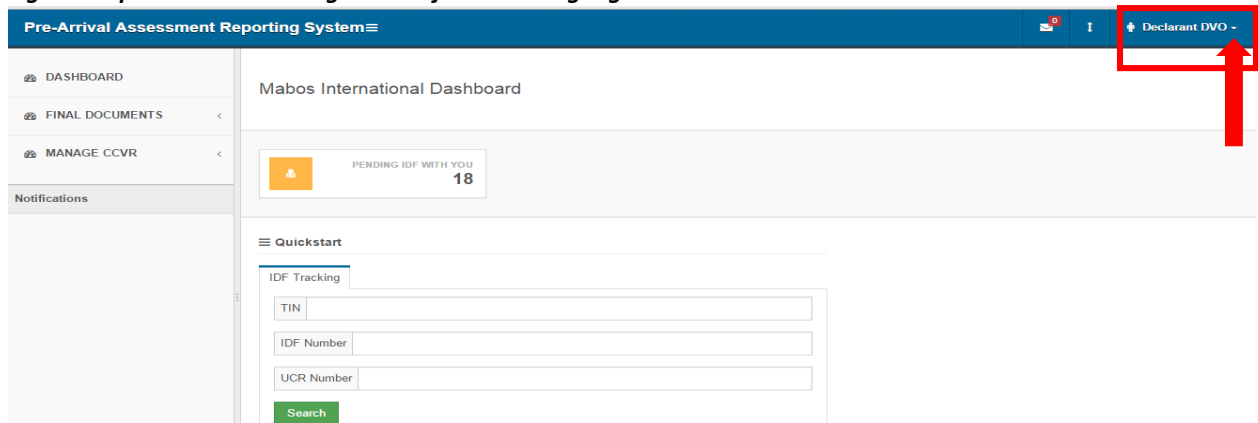 Pre-Arrival Assessment Reporting System
0
Declarant DVO
DASHBOARD
FINAL DOCUMENTS
MANAGE CCVR
Notifications
Mabos International Dashboard
PENDING IDF WITH YOU
18
Quickstart
IDF Tracking
TIN
IDF Number
UCR Number
Search